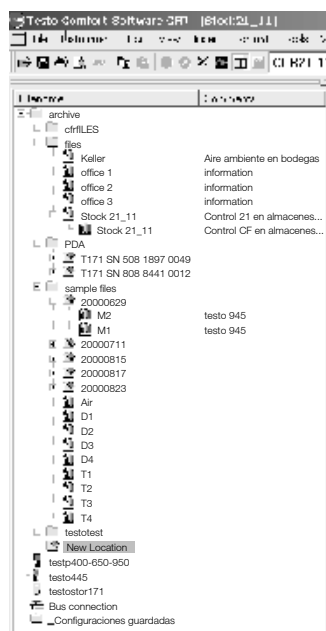 Testo Comfort Software CFR [Stock 21_11]
archive
cfrfILES
files
Keller Aire ambiente en bodegas
office 1 information
office 2 information
office 3 information
Stock 21_11 Control 21 en almacenes...
Stock 21_11 Control CF en almacenes...
PDA
T171 SN 508 1897 0049
T171 SN 808 8441 0012
sample files
20000629
M2 testo 945
M1 testo 945
20000711
20000815
20000817
20000823
Air
D1
D2
D3
D4
T1
T2
T3
T4
testotest
New Location
testp400-650-950
testo445
testostor171
Bus connection
_Configuraciones guardadas